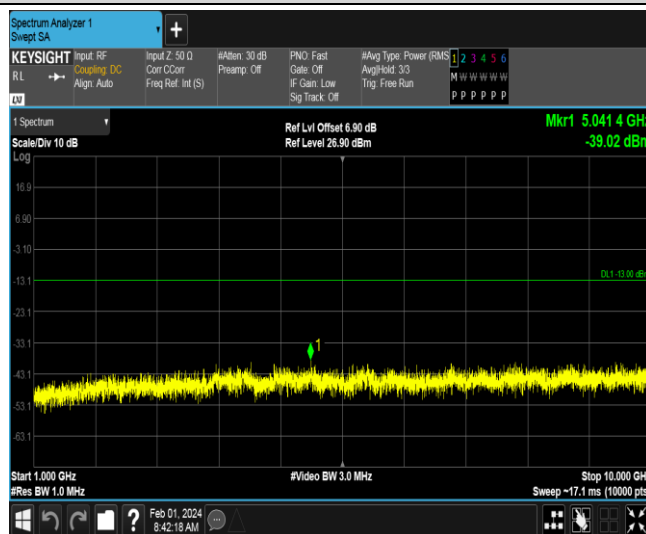 Spectrum Analyzer 1
Swept SA
+
KEYSIGHT Input: RF Input Z: 50 Ω #Atten: 30 dB PNO: Fast #Avg Type: Power (RMS 1 2 3 4 5 6
RL Coupling: DC Corr CCorr Preamp: Off Gate: Off Avg|Hold: 3/3 M W W W W W
Align: Auto Freq Ref: Int (S) IF Gain: Low Trig: Free Run
Sig Track: Off P P P P P P
LXI
1 Spectrum
Ref Lvl Offset 6.90 dB Mkr1 5.041 4 GHz
Scale/Div 10 dB Ref Level 26.90 dBm -39.02 dBm
Log
16.9
6.90
-3.10
-13.1 DL1 -13.00 dBm
-23.1
-33.1
1
-43.1
-53.1
-63.1
Start 1.000 GHz #Video BW 3.0 MHz Stop 10.000 GHz
#Res BW 1.0 MHz Sweep ~17.1 ms (10000 pts
? Feb 01, 2024
8:42:18 AM